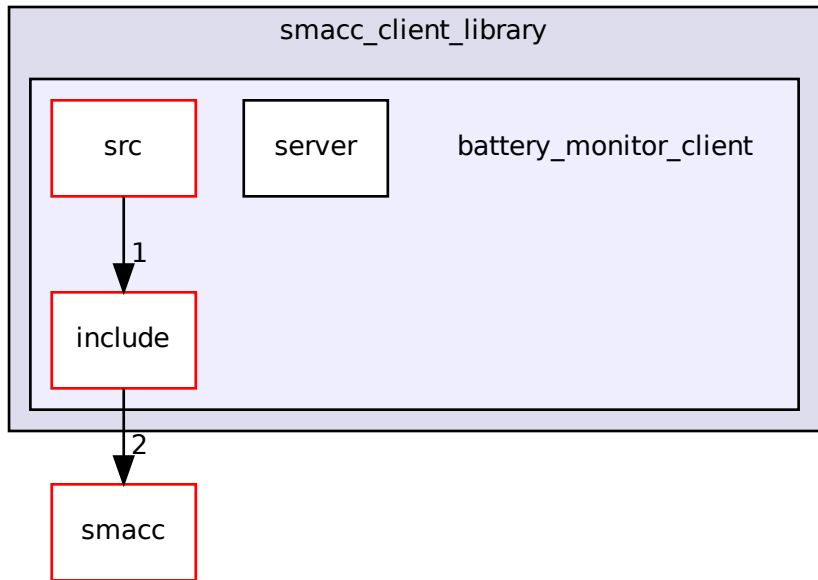 smacc_client_library
src
server
battery_monitor_client
1
include
2
smacc